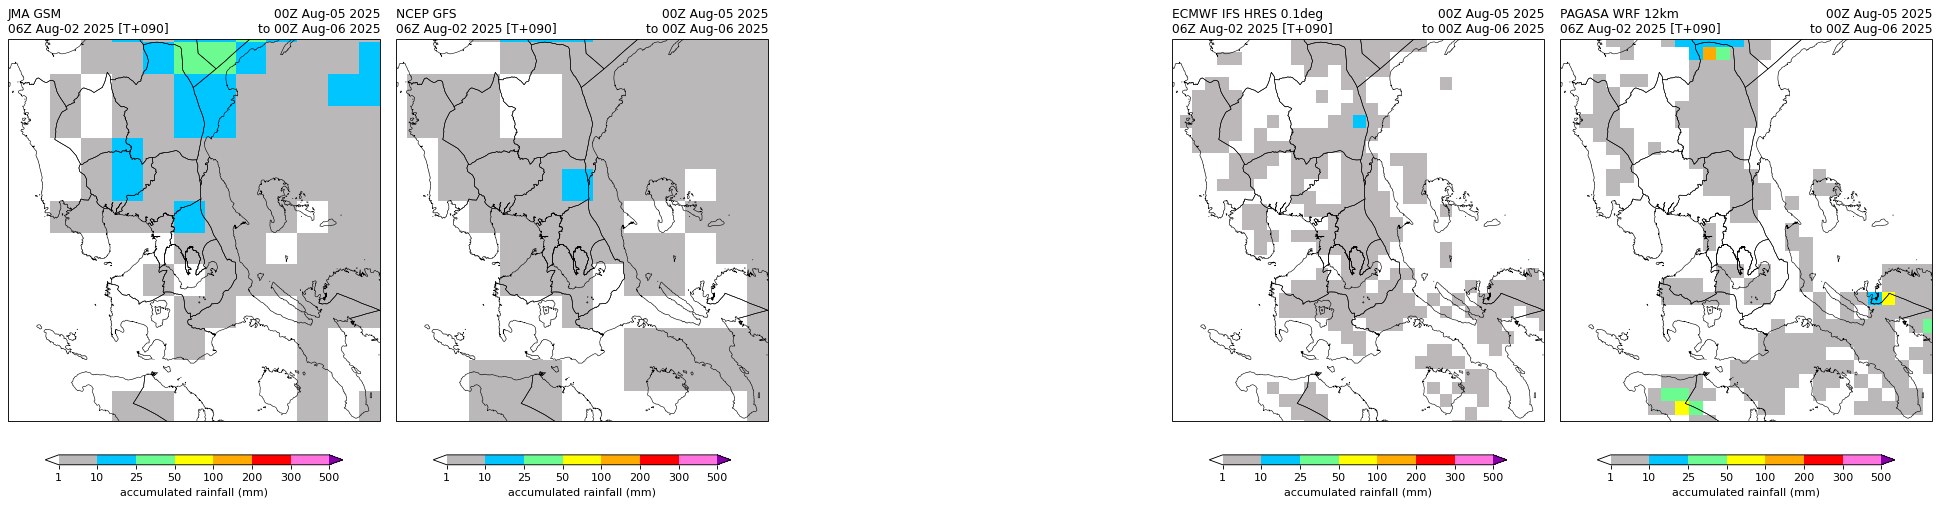 JMA GSM 00Z Aug-05 2025
06Z Aug-02 2025 [T+090] to 00Z Aug-06 2025
NCEP GFS 00Z Aug-05 2025
06Z Aug-02 2025 [T+090] to 00Z Aug-06 2025
ECMWF IFS HRES 0.1deg 00Z Aug-05 2025
06Z Aug-02 2025 [T+090] to 00Z Aug-06 2025
PAGASA WRF 12km 00Z Aug-05 2025
06Z Aug-02 2025 [T+090] to 00Z Aug-06 2025
1 10 25 50 100 200 300 500
accumulated rainfall (mm)
1 10 25 50 100 200 300 500
accumulated rainfall (mm)
1 10 25 50 100 200 300 500
accumulated rainfall (mm)
1 10 25 50 100 200 300 500
accumulated rainfall (mm)